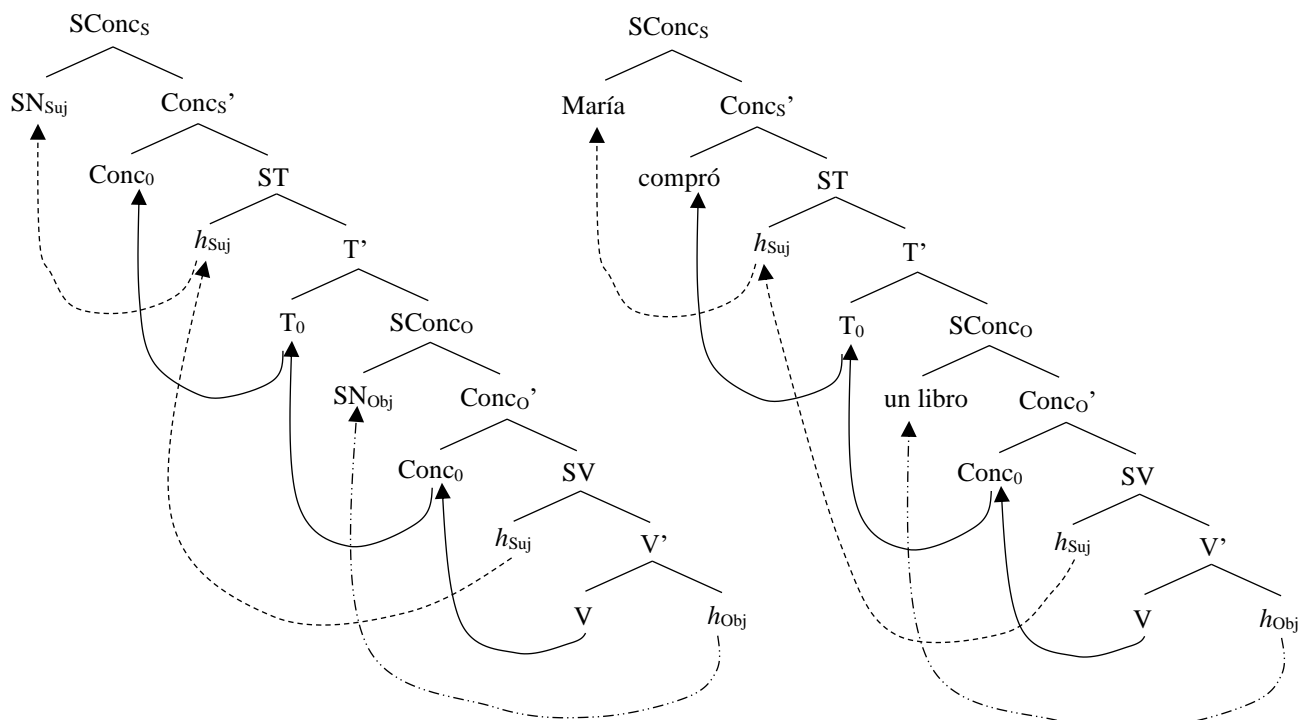 SConcS SConcS
SNSuj ConcS’ María ConcS’
Conc0 ST compró ST
hSuj T’ hSuj T’
T0 SConcO T0 SConcO
SNObj ConcO’ un libro ConcO’
Conc0 SV Conc0 SV
hSuj V’ hSuj V’
V hObj V hObj